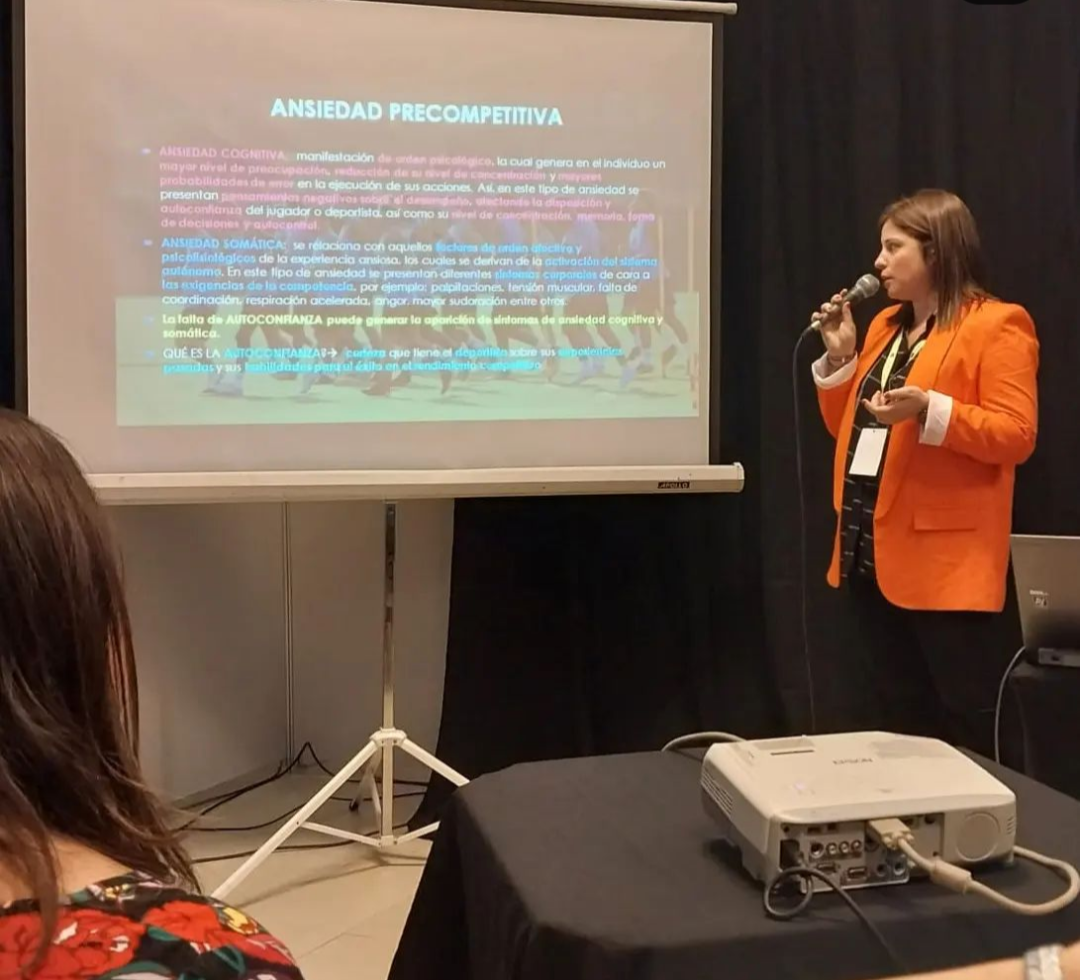 ANSIEDAD PRECOMPETITIVA
ANSIEDAD COGNITIVA: manifestación de orden psicológico, la cual genera en el individuo un
mayor nivel de preocupación, reducción de su nivel de concentración y mayores
probabilidades de error en la ejecución de sus acciones. Así, en este tipo de ansiedad se
presentan pensamientos negativos sobre el desempeño, afectando la disposición y
autoconfianza del jugador o deportista, así como su nivel de concentración, memoria, toma
de decisiones y autocontrol.
ANSIEDAD SOMÁTICA: se relaciona con aquellos factores de orden afectivo y
psicofisiológicos de la experiencia ansiosa, los cuales se derivan de la activación del sistema
autónomo. En este tipo de ansiedad se presentan diferentes síntomas corporales de cara a
las exigencias de la competencia, por ejemplo: palpitaciones, tensión muscular, falta de
coordinación, respiración acelerada, angor, mayor sudoración entre otros.
La falta de AUTOCONFIANZA puede generar la aparición de síntomas de ansiedad cognitiva y
somática.
QUÉ ES LA AUTOCONFIANZA?→ certeza que tiene el deportista sobre sus experiencias
pasadas y sus habilidades para el éxito en el rendimiento competitivo
APOLLO
EPSON